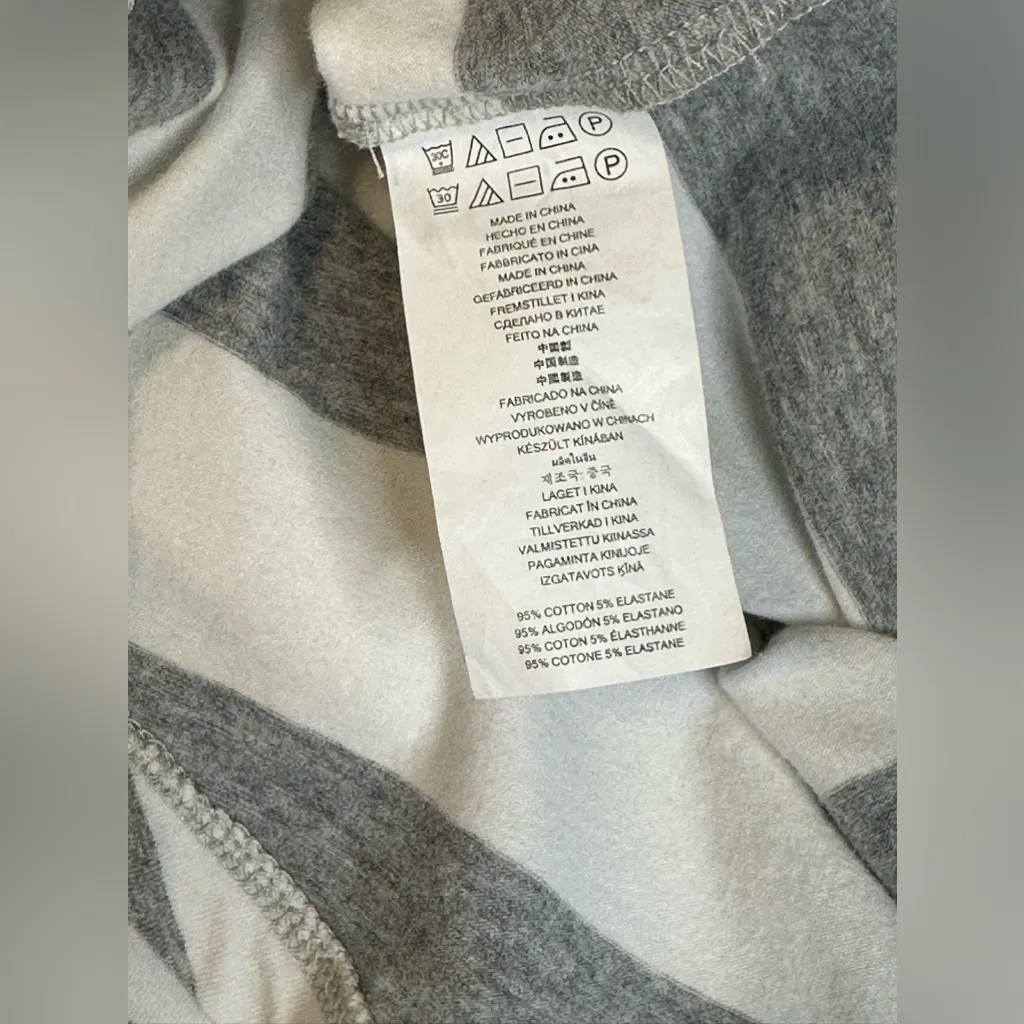 30C P
30 P
MADE IN CHINA
HECHO EN CHINA
FABRIQUÉ EN CHINE
FABBRICATO IN CINA
MADE IN CHINA
GEFABRICEERD IN CHINA
FREMSTILLET I KINA
СДЕЛАНО В КИТАЕ
FEITO NA CHINA
中國製
中国制造
中國製造
FABRICADO NA CHINA
VYROBENO V ČÍNĚ
WYPRODUKOWANO W CHINACH
KÉSZÜLT KÍNÁBAN
ผลิตในจีน
제조국 중국
LAGET I KINA
FABRICAT ÎN CHINA
TILLVERKAD I KINA
VALMISTETTU KIINASSA
PAGAMINTA KINIJOJE
IZGATAVOTS ĶĪNĀ
95% COTTON 5% ELASTANE
95% ALGODÓN 5% ELASTANO
95% COTON 5% ÉLASTHANNE
95% COTONE 5% ELASTANE